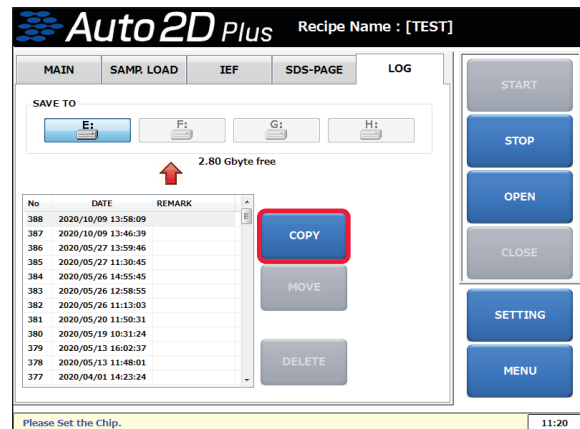 Auto2D Plus Recipe Name : [TEST]
MAIN SAMP. LOAD IEF SDS-PAGE LOG
SAVE TO
E: F: G: H:
2.80 Gbyte free
No DATE REMARK
388 2020/10/09 13:58:09
387 2020/10/09 13:46:39
386 2020/05/27 13:59:46
385 2020/05/27 11:30:45
384 2020/05/26 14:55:45
383 2020/05/26 12:58:55
382 2020/05/26 11:13:03
381 2020/05/20 11:50:31
380 2020/05/19 10:31:24
379 2020/05/13 16:02:37
378 2020/05/13 11:48:01
377 2020/04/01 14:23:24
COPY
MOVE
DELETE
START
STOP
OPEN
CLOSE
SETTING
MENU
Please Set the Chip. 11:20